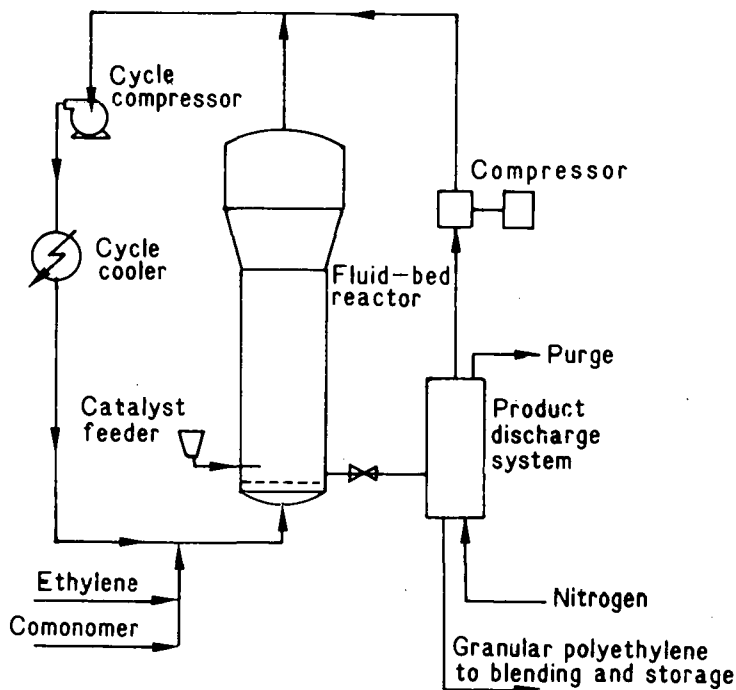 Cycle
compressor
Compressor
Cycle
cooler
Fluid-bed
reactor
Purge
Catalyst
feeder
Product
discharge
system
Ethylene
Nitrogen
Comonomer
Granular polyethylene
to blending and storage